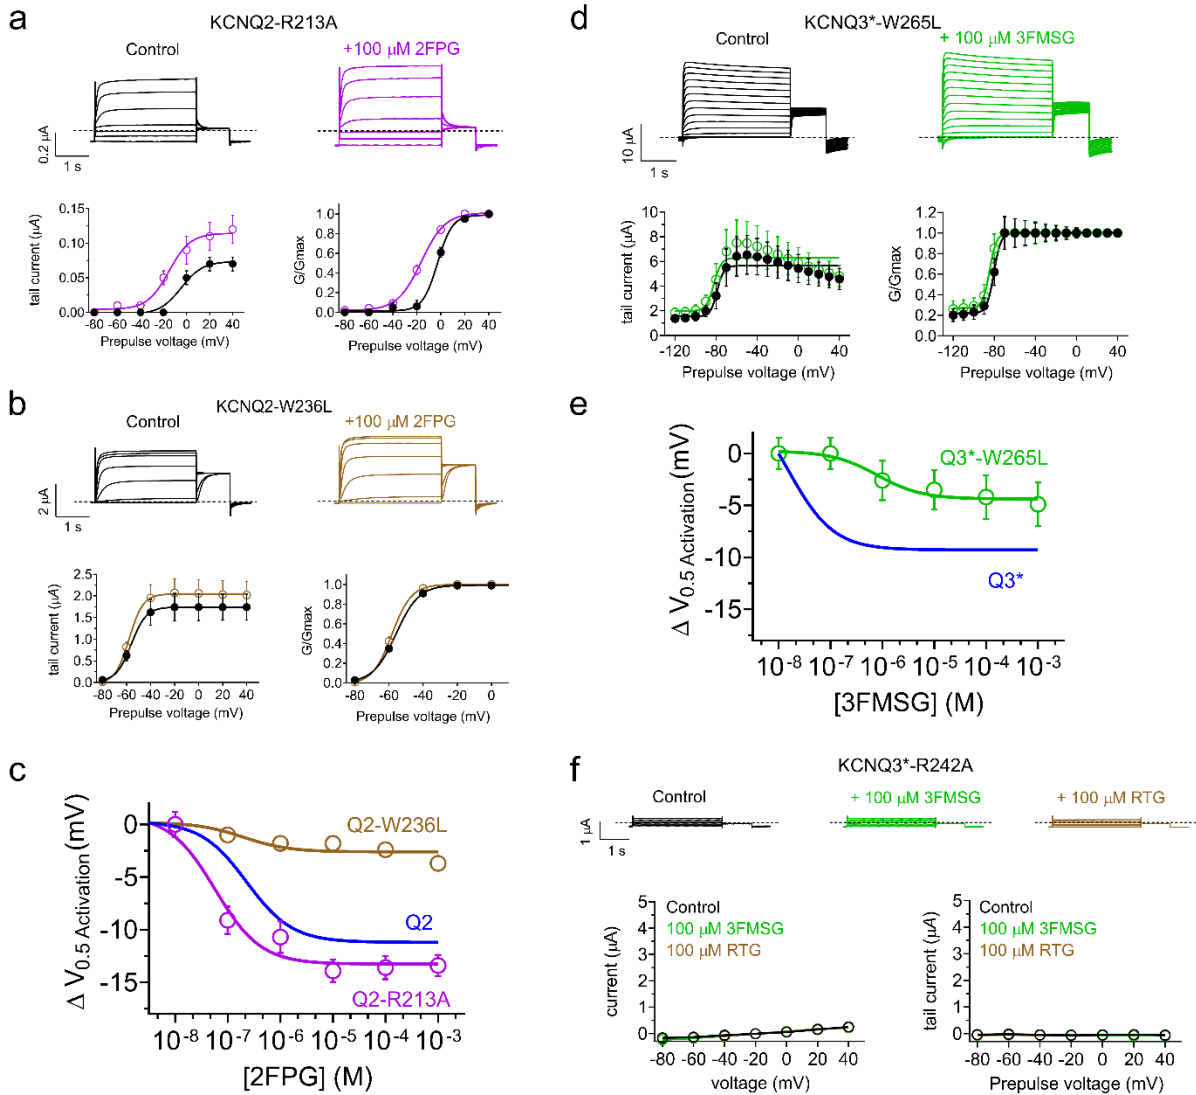 a
KCNQ2-R213A
Control
+100 μM 2FPG
0.2 μA
1 s
tail current (μA)
0.15
0.10
0.05
0.00
-80 -60 -40 -20 0 20 40
Prepulse voltage (mV)
G/Gmax
1.0
0.8
0.6
0.4
0.2
0.0
-80 -60 -40 -20 0 20 40
Prepulse voltage (mV)
b
KCNQ2-W236L
Control
+100 μM 2FPG
2 μA
1 s
tail current (μA)
2.5
2.0
1.5
1.0
0.5
0.0
-80 -60 -40 -20 0 20 40
Prepulse voltage (mV)
G/Gmax
1.0
0.8
0.6
0.4
0.2
0.0
-80 -60 -40 -20 0
Prepulse voltage (mV)
c
Δ V0.5 Activation (mV)
0
-5
-10
-15
Q2-W236L
Q2
Q2-R213A
10-8 10-7 10-6 10-5 10-4 10-3
[2FPG] (M)
d
KCNQ3*-W265L
Control
+ 100 μM 3FMSG
10 μA
1 s
tail current (μA)
10
8
6
4
2
0
-120 -80 -40 0 40
Prepulse voltage (mV)
G/Gmax
1.2
1.0
0.8
0.6
0.4
0.2
0.0
-120 -80 -40 0 40
Prepulse voltage (mV)
e
Δ V0.5 Activation (mV)
0
-5
-10
-15
Q3*-W265L
Q3*
10-8 10-7 10-6 10-5 10-4 10-3
[3FMSG] (M)
f
KCNQ3*-R242A
Control
+ 100 μM 3FMSG
+ 100 μM RTG
1 μA
1 s
current (μA)
5
4
3
2
1
0
Control
100 μM 3FMSG
100 μM RTG
-80 -60 -40 -20 0 20 40
voltage (mV)
tail current (μA)
5
4
3
2
1
0
Control
100 μM 3FMSG
100 μM RTG
-80 -60 -40 -20 0 20 40
Prepulse voltage (mV)